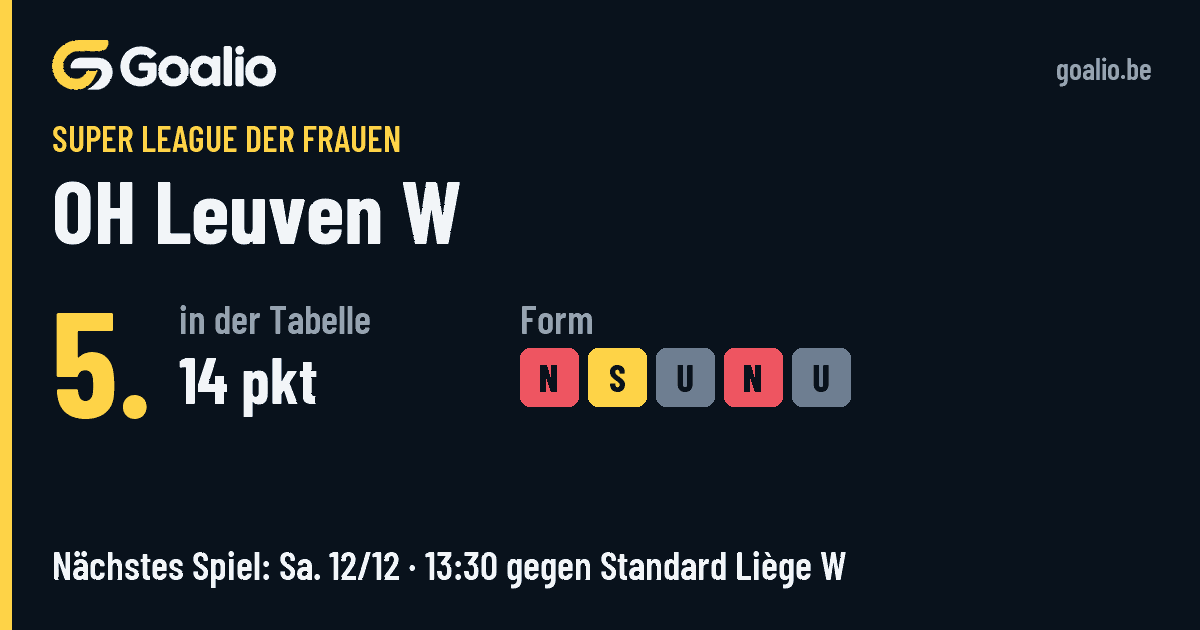 Goalio
goalio.be
SUPER LEAGUE DER FRAUEN
OH Leuven W
5.
in der Tabelle
14 pkt
Form
N S U N U
Nächstes Spiel: Sa. 12/12 · 13:30 gegen Standard Liège W